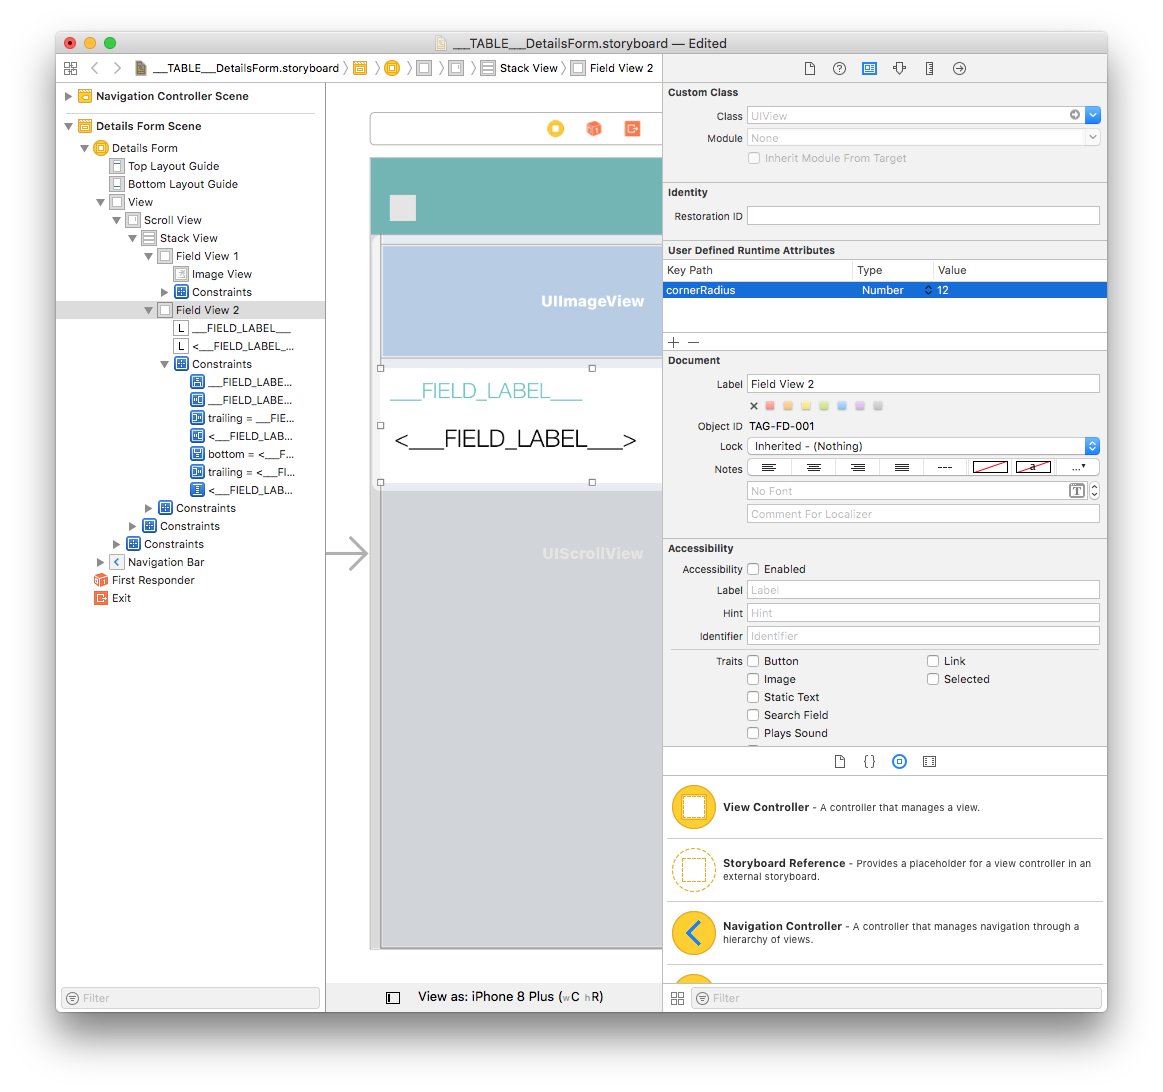 ___TABLE___DetailsForm.storyboard — Edited
___TABLE___DetailsForm.storyboard
Stack View
Field View 2
Navigation Controller Scene
Details Form Scene
Details Form
Top Layout Guide
Bottom Layout Guide
View
Scroll View
Stack View
Field View 1
Image View
Constraints
Field View 2
L ___FIELD_LABEL___
L <___FIELD_LABEL_...
Constraints
___FIELD_LABE...
___FIELD_LABE...
trailing = ___FIE...
<___FIELD_LAB...
bottom = <___F...
trailing = <___FI...
<___FIELD_LAB...
Constraints
Constraints
Constraints
Navigation Bar
First Responder
Exit
Filter
UIImageView
___FIELD_LABEL___
<___FIELD_LABEL___>
UIScrollView
View as: iPhone 8 Plus (wC hR)
Custom Class
Class UIView
Module None
Inherit Module From Target
Identity
Restoration ID
User Defined Runtime Attributes
Key Path Type Value
cornerRadius Number 12
Document
Label Field View 2
Object ID TAG-FD-001
Lock Inherited - (Nothing)
Notes --- a ...
No Font T
Comment For Localizer
Accessibility
Accessibility Enabled
Label Label
Hint Hint
Identifier Identifier
Traits Button Link
Image Selected
Static Text
Search Field
Plays Sound
View Controller - A controller that manages a view.
Storyboard Reference - Provides a placeholder for a view controller in an
external storyboard.
Navigation Controller - A controller that manages navigation through a
hierarchy of views.
Filter